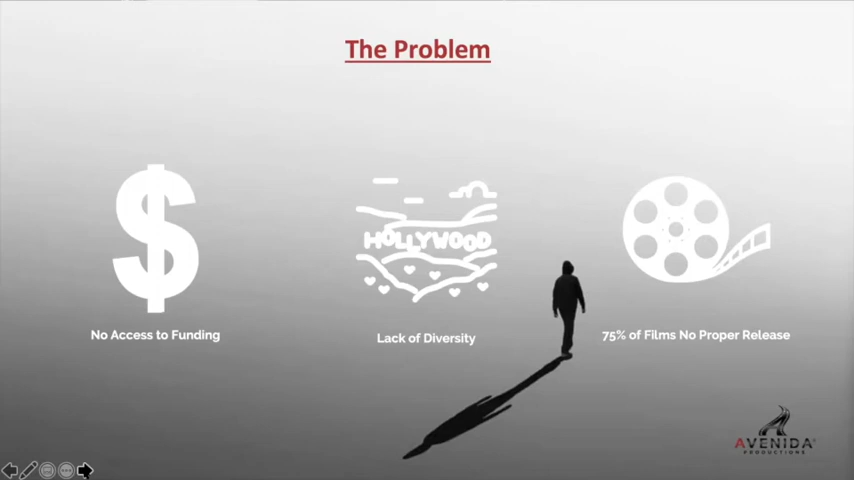 The Problem
HOLLYWOOD
No Access to Funding
Lack of Diversity
75% of Films No Proper Release
AVENIDA
PRODUCTIONS